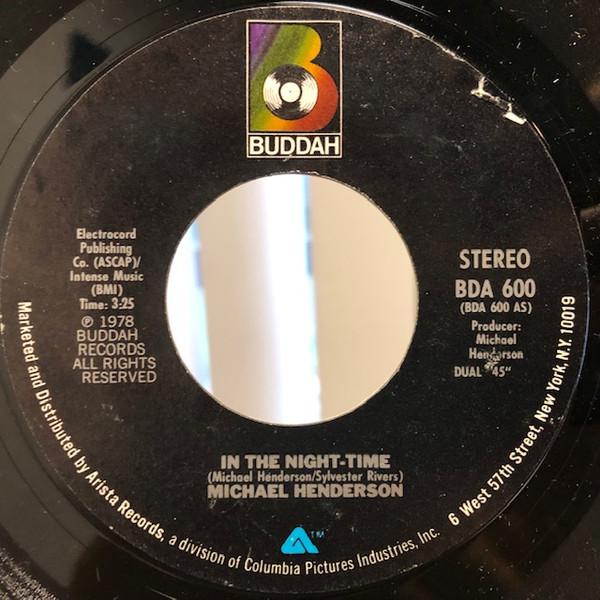 BUDDAH
Electrocord
Publishing
Co. (ASCAP)/
Intense Music
(BMI)
Time: 3:25
℗ 1978
BUDDAH
RECORDS
ALL RIGHTS
RESERVED
STEREO
BDA 600
(BDA 600 AS)
Producer:
Michael
Henderson
DUAL "45"
IN THE NIGHT-TIME
(Michael Henderson/Sylvester Rivers)
MICHAEL HENDERSON
TM
Marketed and Distributed by Arista Records, a division of Columbia Pictures Industries, Inc. 6 West 57th Street, New York, N.Y. 10019